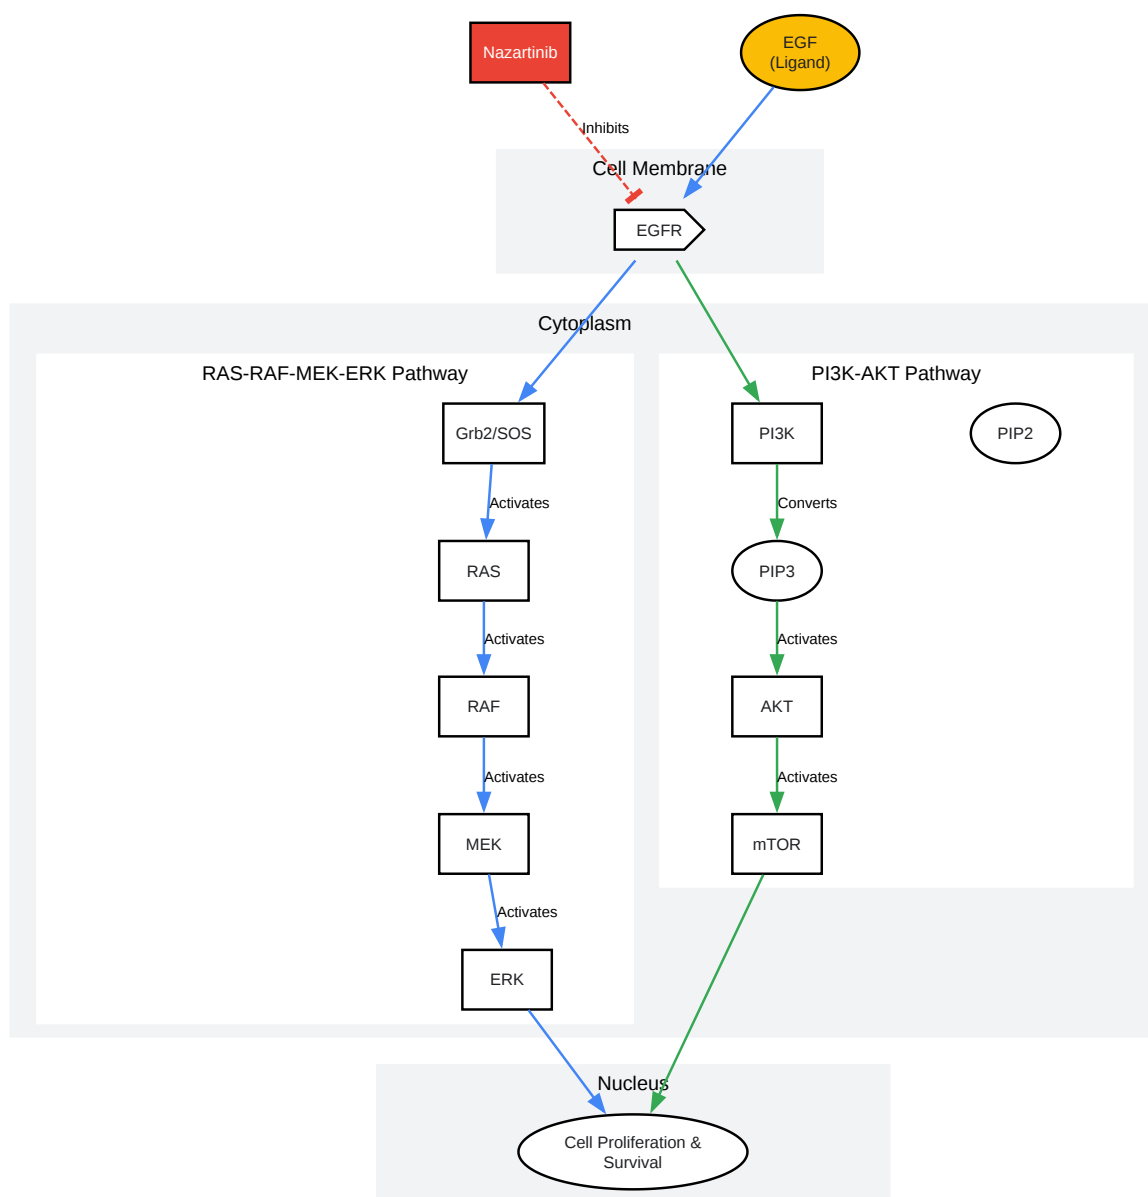 Nazartinib
EGF
(Ligand)
Inhibits
Cell Membrane
EGFR
Cytoplasm
RAS-RAF-MEK-ERK Pathway
PI3K-AKT Pathway
Grb2/SOS
PI3K
PIP2
Activates
Converts
RAS
PIP3
Activates
Activates
RAF
AKT
Activates
Activates
MEK
mTOR
Activates
ERK
Nucleus
Cell Proliferation &
Survival